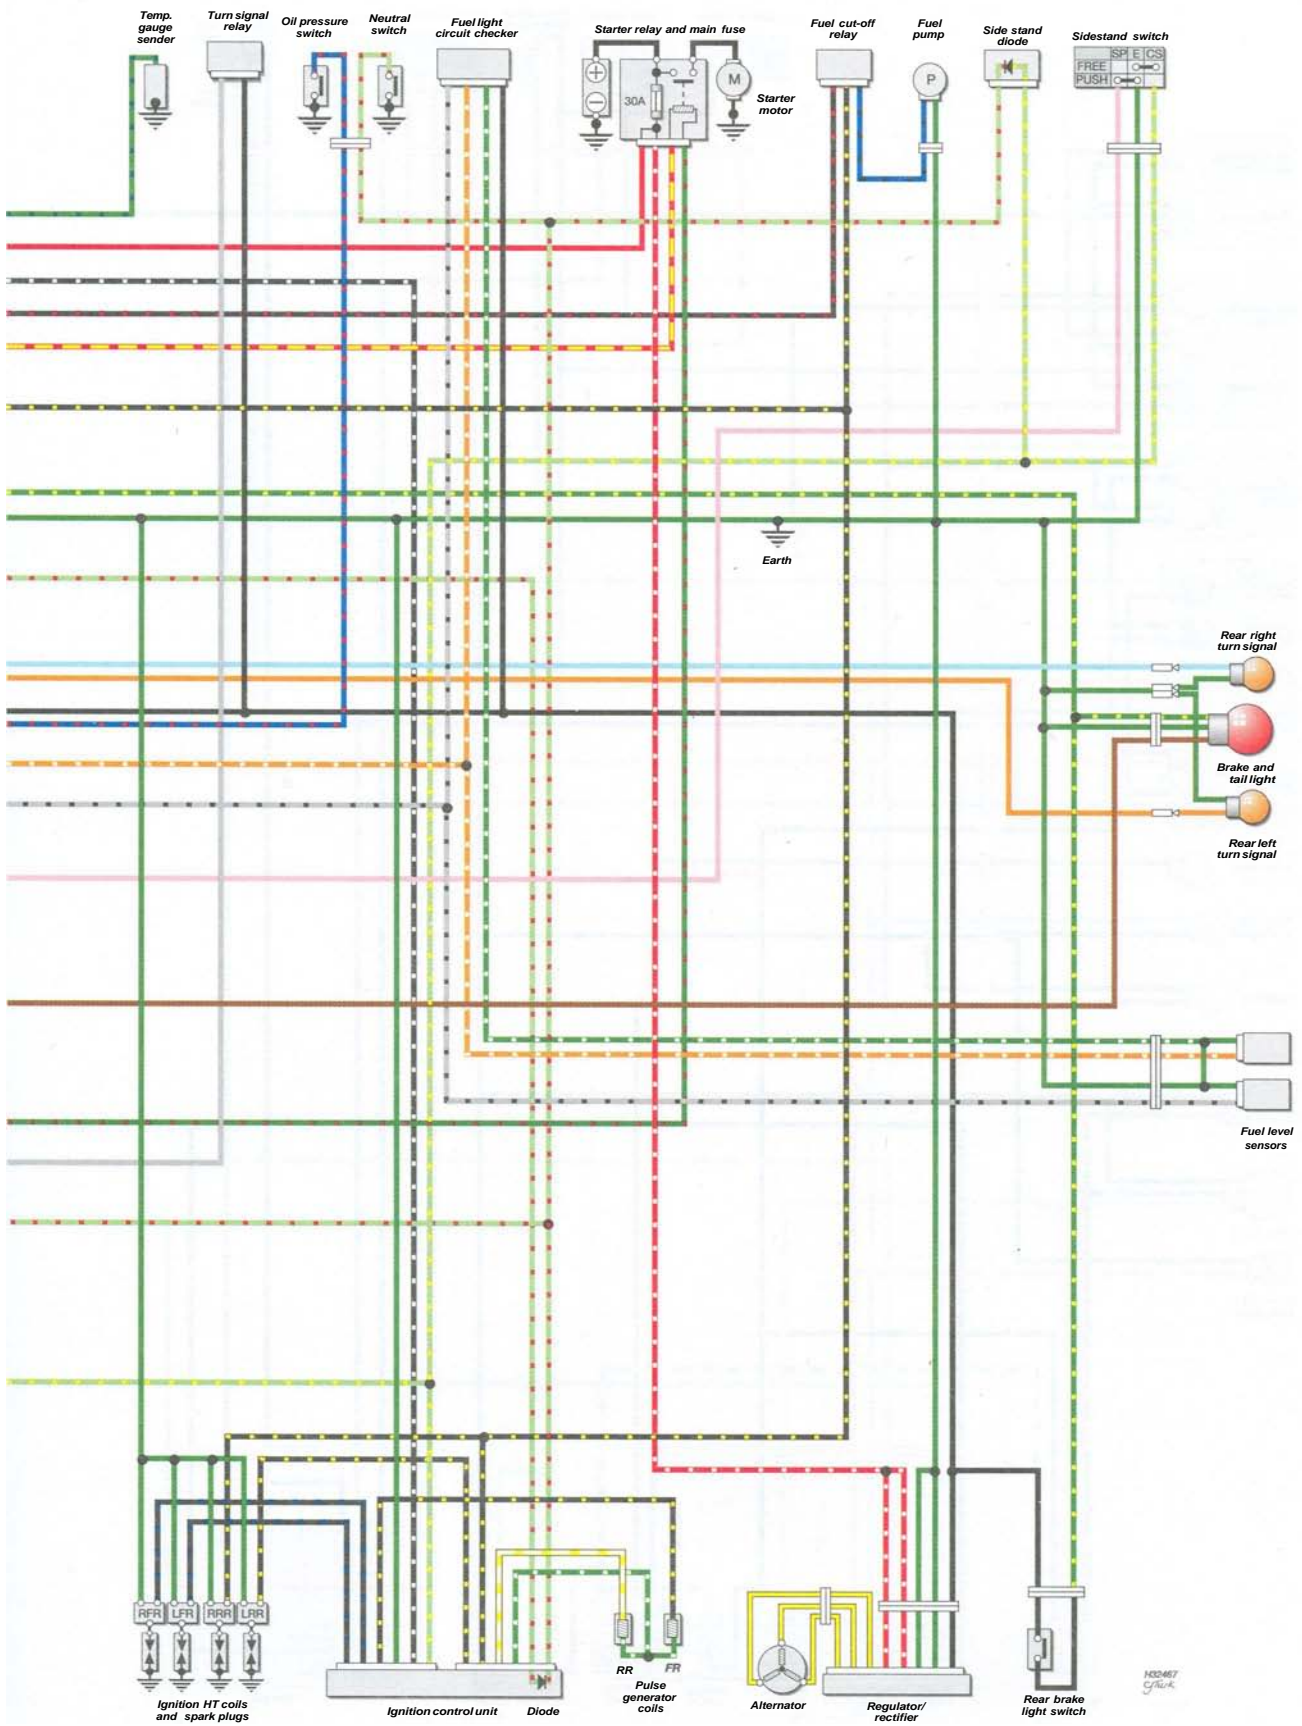 Temp.
gauge
sender
Turn signal
relay
Oil pressure
switch
Neutral
switch
Fuel light
circuit checker
Starter relay and main fuse
Fuel cut-off
relay
Fuel
pump
Side stand
diode
Sidestand switch
SP E CS
FREE
PUSH
30A
M
P
Starter
motor
Earth
Rear right
turn signal
Brake and
tail light
Rear left
turn signal
Fuel level
sensors
RFR
LFR
RRR
LRR
Ignition HT coils
and spark plugs
Ignition control unit
Diode
RR
FR
Pulse
generator
coils
Alternator
Regulator/
rectifier
Rear brake
light switch
H32467